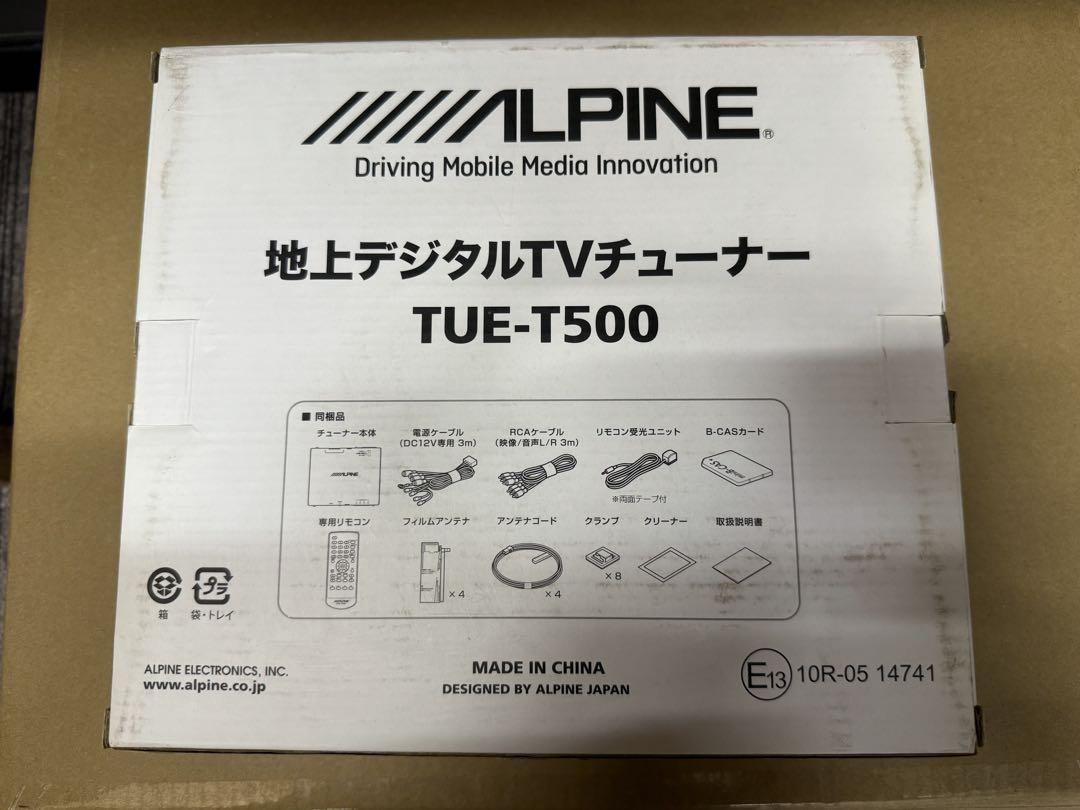 ALPINE®
Driving Mobile Media Innovation
地上デジタルTVチューナー
TUE-T500
■ 同梱品
チューナー本体
電源ケーブル
(DC12V専用 3m)
RCAケーブル
(映像/音声L/R 3m)
リモコン受光ユニット
B-CASカード
ALPINE
※両面テープ付
専用リモコン
フィルムアンテナ
アンテナコード
クランプ
クリーナー
取扱説明書
×4
×4
×8
箱
プラ
袋・トレイ
ALPINE ELECTRONICS, INC.
www.alpine.co.jp
MADE IN CHINA
DESIGNED BY ALPINE JAPAN
E13 10R-05 14741